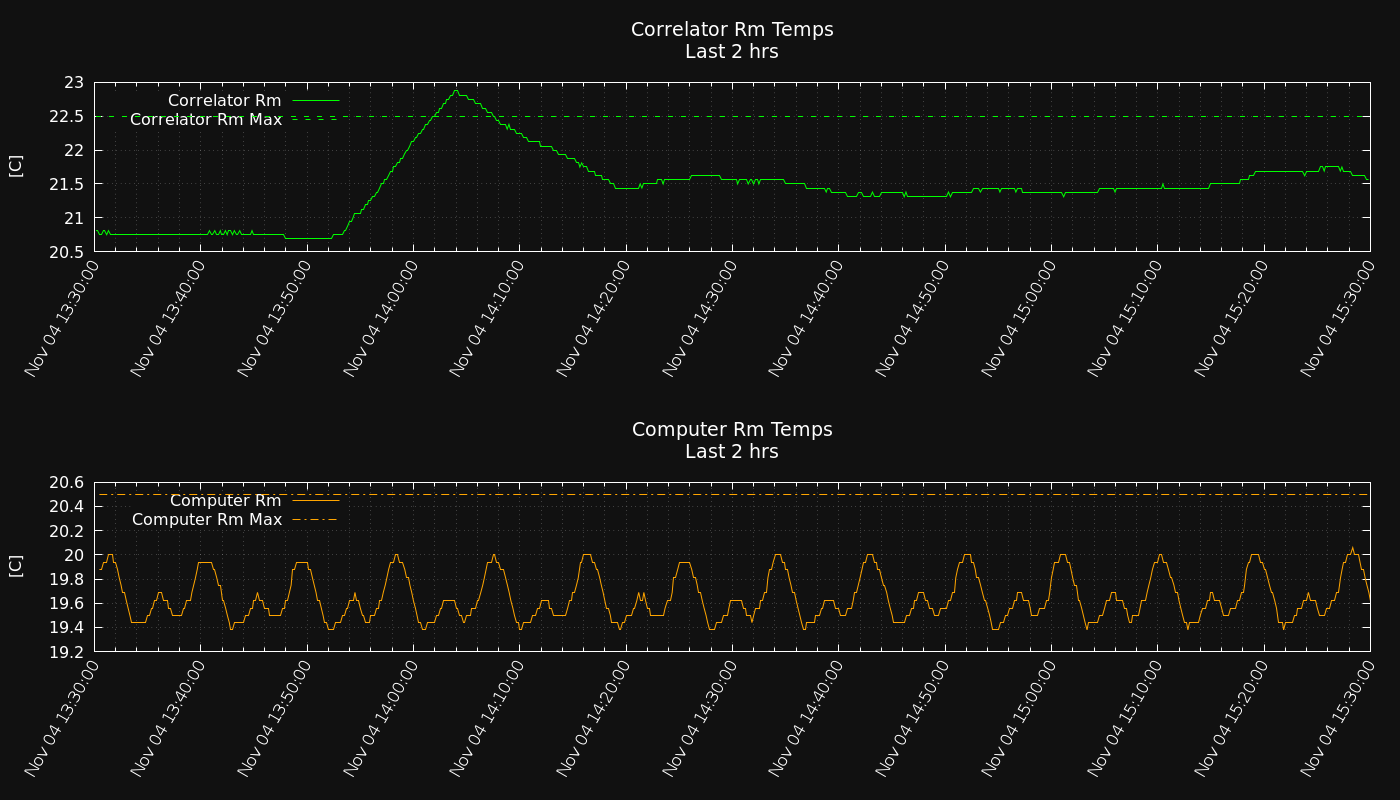 Correlator Rm Temps
Last 2 hrs
23
22.5
22
21.5
21
20.5
[C]
Correlator Rm
Correlator Rm Max
Nov 04 13:30:00
Nov 04 13:40:00
Nov 04 13:50:00
Nov 04 14:00:00
Nov 04 14:10:00
Nov 04 14:20:00
Nov 04 14:30:00
Nov 04 14:40:00
Nov 04 14:50:00
Nov 04 15:00:00
Nov 04 15:10:00
Nov 04 15:20:00
Nov 04 15:30:00
Computer Rm Temps
Last 2 hrs
20.6
20.4
20.2
20
19.8
19.6
19.4
19.2
[C]
Computer Rm
Computer Rm Max
Nov 04 13:30:00
Nov 04 13:40:00
Nov 04 13:50:00
Nov 04 14:00:00
Nov 04 14:10:00
Nov 04 14:20:00
Nov 04 14:30:00
Nov 04 14:40:00
Nov 04 14:50:00
Nov 04 15:00:00
Nov 04 15:10:00
Nov 04 15:20:00
Nov 04 15:30:00